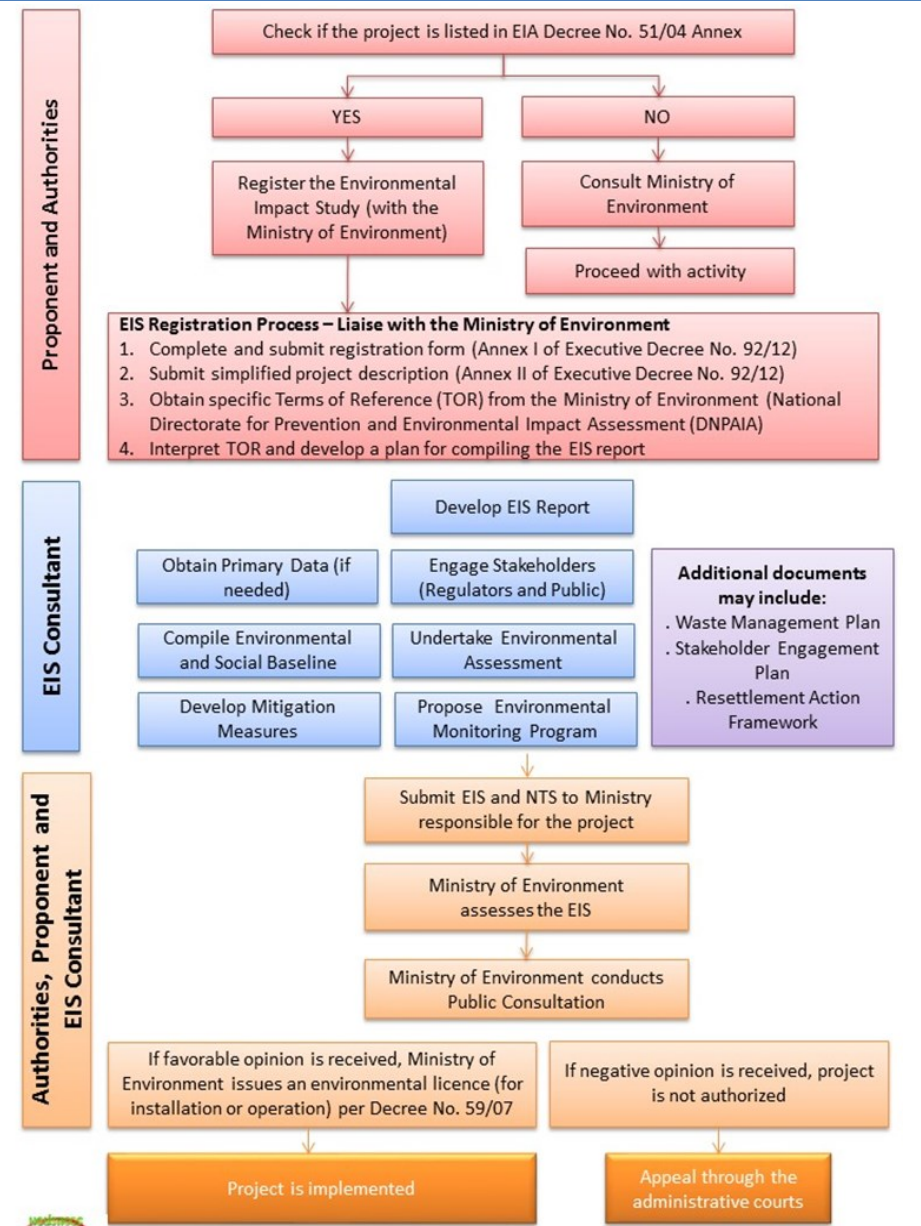 Proponent and Authorities
Check if the project is listed in EIA Decree No. 51/04 Annex
YES
NO
Register the Environmental
Impact Study (with the
Ministry of Environment)
Consult Ministry of
Environment
Proceed with activity
EIS Registration Process – Liaise with the Ministry of Environment
1. Complete and submit registration form (Annex I of Executive Decree No. 92/12)
2. Submit simplified project description (Annex II of Executive Decree No. 92/12)
3. Obtain specific Terms of Reference (TOR) from the Ministry of Environment (National
Directorate for Prevention and Environmental Impact Assessment (DNPAIA)
4. Interpret TOR and develop a plan for compiling the EIS report
EIS Consultant
Develop EIS Report
Obtain Primary Data (if
needed)
Engage Stakeholders
(Regulators and Public)
Compile Environmental
and Social Baseline
Undertake Environmental
Assessment
Develop Mitigation
Measures
Propose Environmental
Monitoring Program
Additional documents
may include:
. Waste Management Plan
. Stakeholder Engagement
Plan
. Resettlement Action
Framework
Authorities, Proponent and
EIS Consultant
Submit EIS and NTS to Ministry
responsible for the project
Ministry of Environment
assesses the EIS
Ministry of Environment conducts
Public Consultation
If favorable opinion is received, Ministry of
Environment issues an environmental licence (for
installation or operation) per Decree No. 59/07
If negative opinion is received, project
is not authorized
Project is implemented
Appeal through the
administrative courts